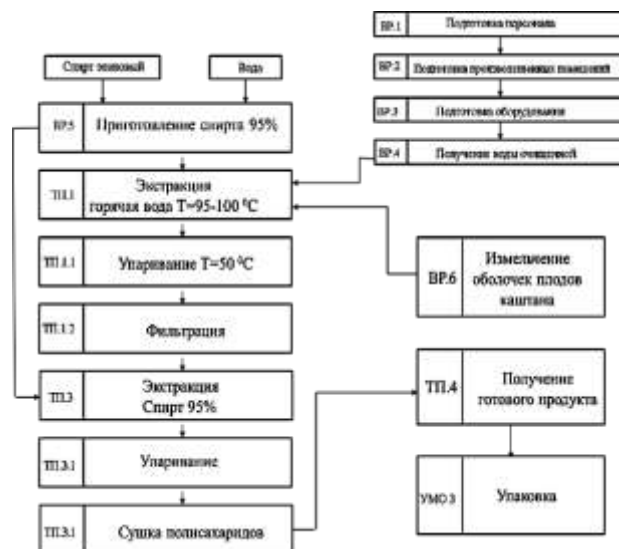 ВР.1 Подготовка персонала
ВР.2 Подготовка производственных помещений
ВР.3 Подготовка оборудования
ВР.4 Получение воды очищенной
Спирт этиловый
Вода
ВР.5 Приготовление спирта 95%
ТП.1 Экстракция
горячая вода T=95-100 ⁰С
ТП.1.1 Упаривание T=50 ⁰С
ТП.1.2 Фильтрация
ТП.3 Экстракция
Спирт 95%
ТП.3.1 Упаривание
ТП.3.1 Сушка полисахаридов
ВР.6 Измельчение
оболочек плодов
каштана
ТП.4 Получение
готового продукта
УМО 3 Упаковка